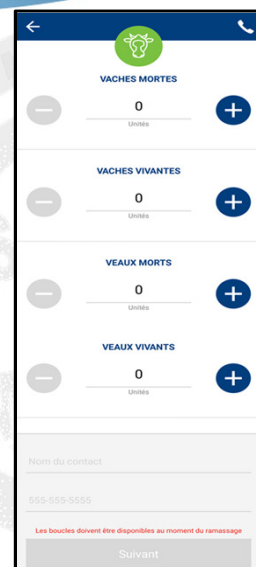 VACHES MORTES
0
Unités
VACHES VIVANTES
0
Unités
VEAUX MORTS
0
Unités
VEAUX VIVANTS
0
Unités
Nom du contact
555-555-5555
Les boucles doivent être disponibles au moment du ramassage
Suivant